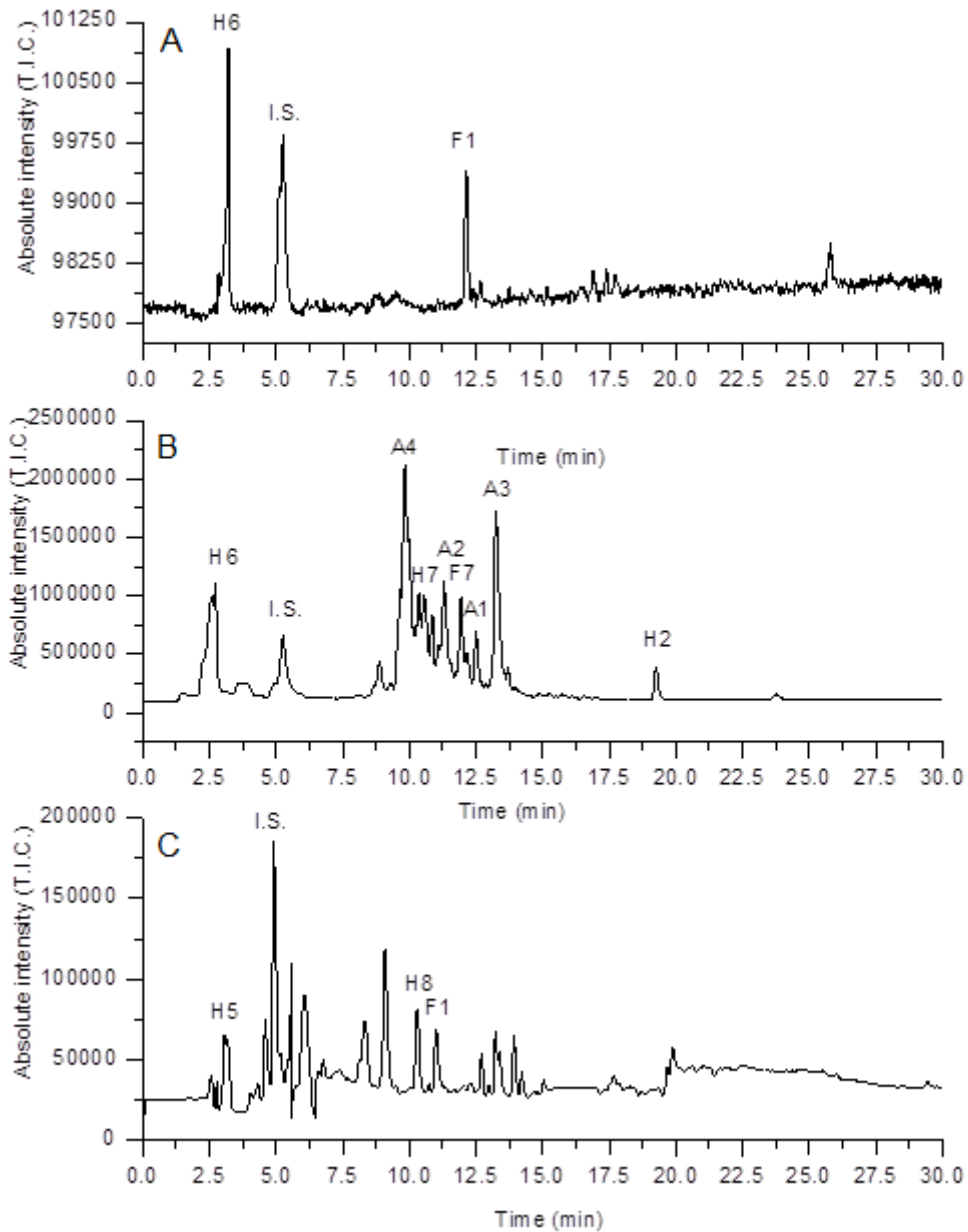 A
H6
I.S.
F1
Absolute intensity (T.I.C.)
101250
100500
99750
99000
98250
97500
0.0 2.5 5.0 7.5 10.0 12.5 15.0 17.5 20.0 22.5 25.0 27.5 30.0
Time (min)
B
H6
I.S.
A4
H7
A2
F7
A1
A3
H2
Absolute intensity (T.I.C.)
2500000
2000000
1500000
1000000
500000
0
0.0 2.5 5.0 7.5 10.0 12.5 15.0 17.5 20.0 22.5 25.0 27.5 30.0
Time (min)
C
H5
I.S.
H8
F1
Absolute intensity (T.I.C.)
200000
150000
100000
50000
0
0.0 2.5 5.0 7.5 10.0 12.5 15.0 17.5 20.0 22.5 25.0 27.5 30.0
Time (min)